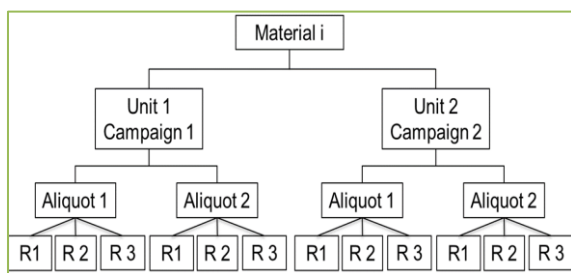 Material i
Unit 1
Campaign 1
Unit 2
Campaign 2
Aliquot 1
Aliquot 2
Aliquot 1
Aliquot 2
R1 R 2 R 3 R1 R 2 R 3 R1 R 2 R 3 R1 R 2 R 3